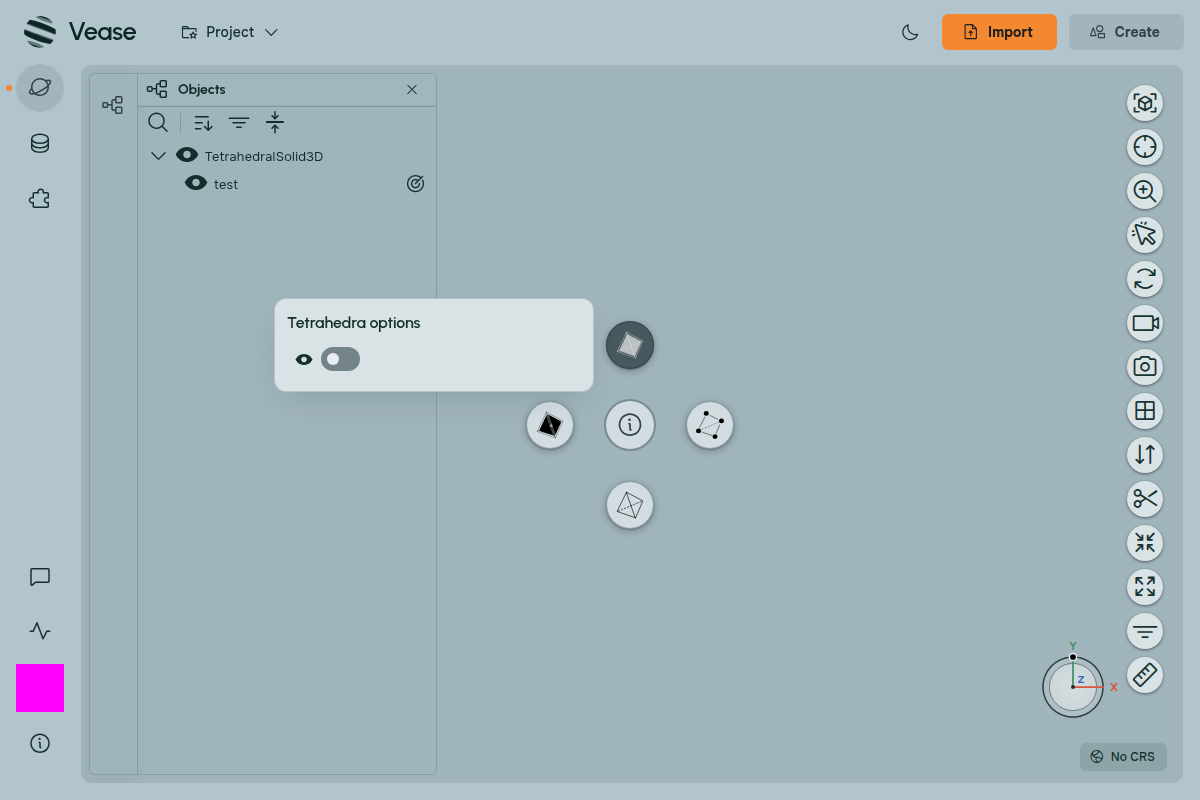 Vease
Project
Import
Create
Objects
TetrahedralSolid3D
test
Tetrahedra options
Y
Z
X
No CRS